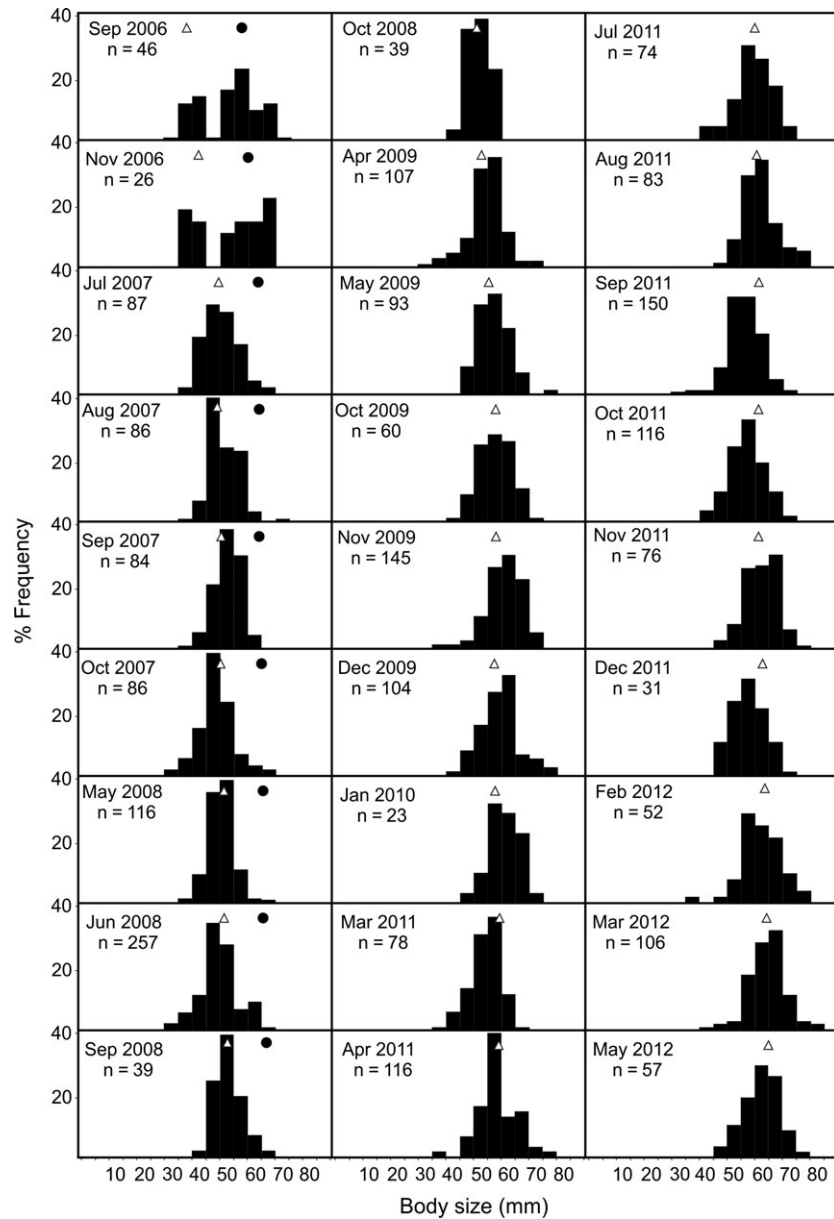 % Frequency
40
20
Sep 2006
n = 46
Oct 2008
n = 39
Jul 2011
n = 74
40
20
Nov 2006
n = 26
Apr 2009
n = 107
Aug 2011
n = 83
40
20
Jul 2007
n = 87
May 2009
n = 93
Sep 2011
n = 150
40
20
Aug 2007
n = 86
Oct 2009
n = 60
Oct 2011
n = 116
40
20
Sep 2007
n = 84
Nov 2009
n = 145
Nov 2011
n = 76
40
20
Oct 2007
n = 86
Dec 2009
n = 104
Dec 2011
n = 31
40
20
May 2008
n = 116
Jan 2010
n = 23
Feb 2012
n = 52
40
20
Jun 2008
n = 257
Mar 2011
n = 78
Mar 2012
n = 106
40
20
Sep 2008
n = 39
Apr 2011
n = 116
May 2012
n = 57
10 20 30 40 50 60 70 80 10 20 30 40 50 60 70 80 10 20 30 40 50 60 70 80
Body size (mm)